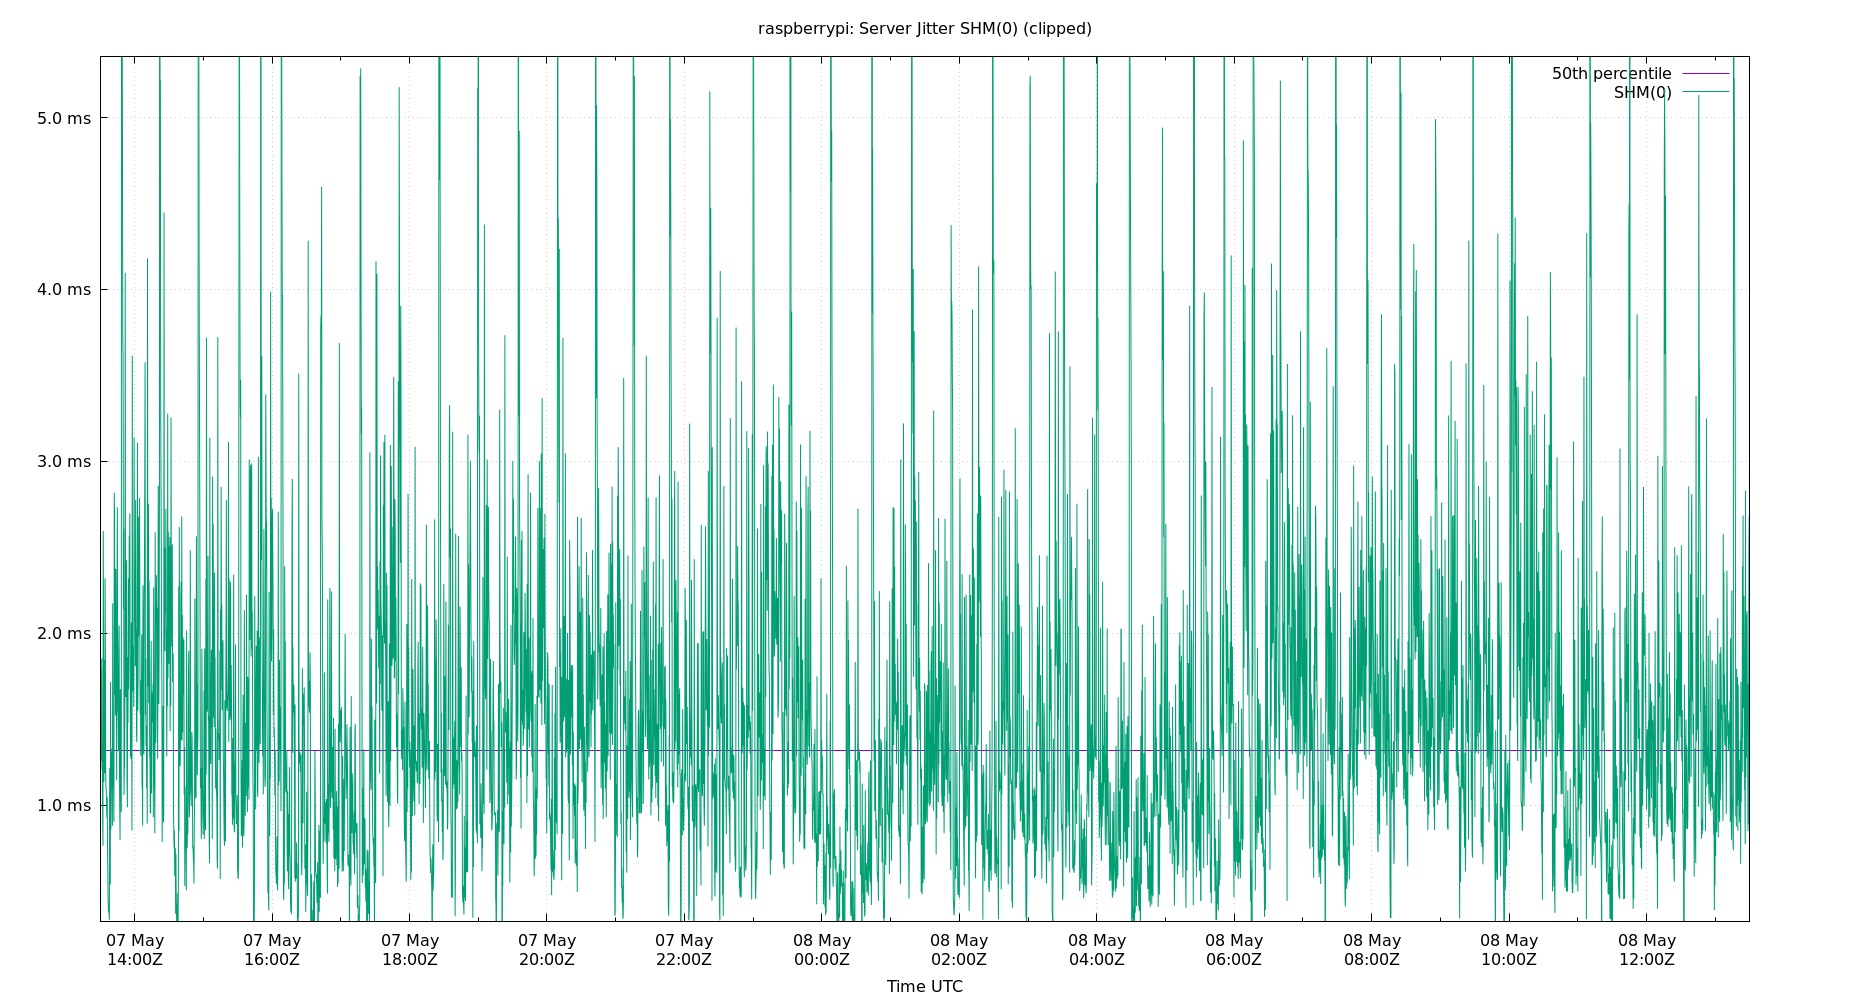 raspberrypi: Server Jitter SHM(0) (clipped)
50th percentile
SHM(0)
5.0 ms
4.0 ms
3.0 ms
2.0 ms
1.0 ms
07 May 07 May 07 May 07 May 07 May 08 May 08 May 08 May 08 May 08 May 08 May 08 May
14:00Z 16:00Z 18:00Z 20:00Z 22:00Z 00:00Z 02:00Z 04:00Z 06:00Z 08:00Z 10:00Z 12:00Z
Time UTC